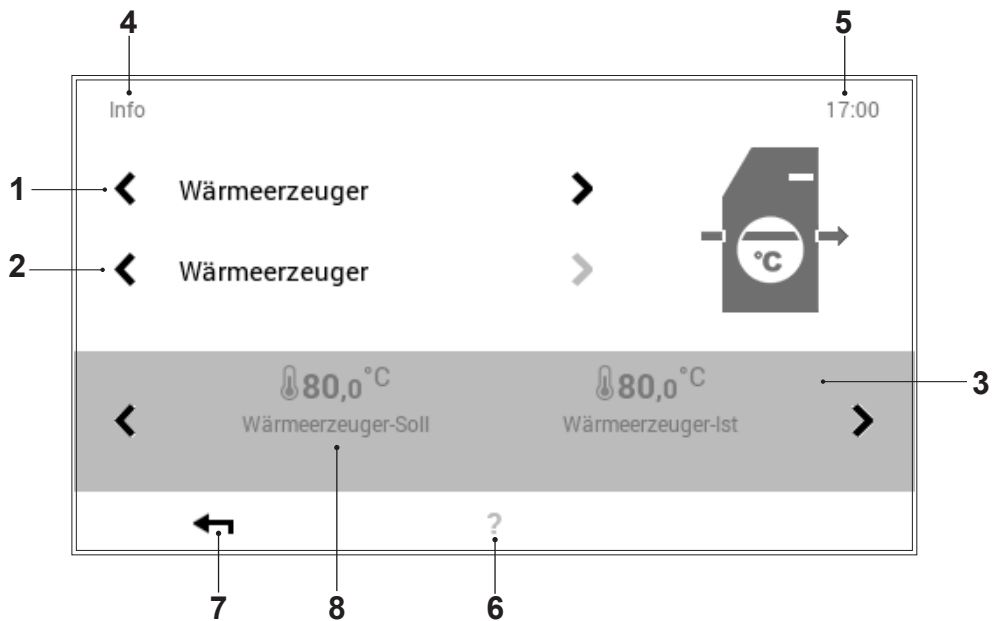 4 5
Info 17:00
1 Wärmeerzeuger
2 Wärmeerzeuger
°C
80,0°C 80,0°C
3
Wärmeerzeuger-Soll Wärmeerzeuger-Ist
?
7 8 6